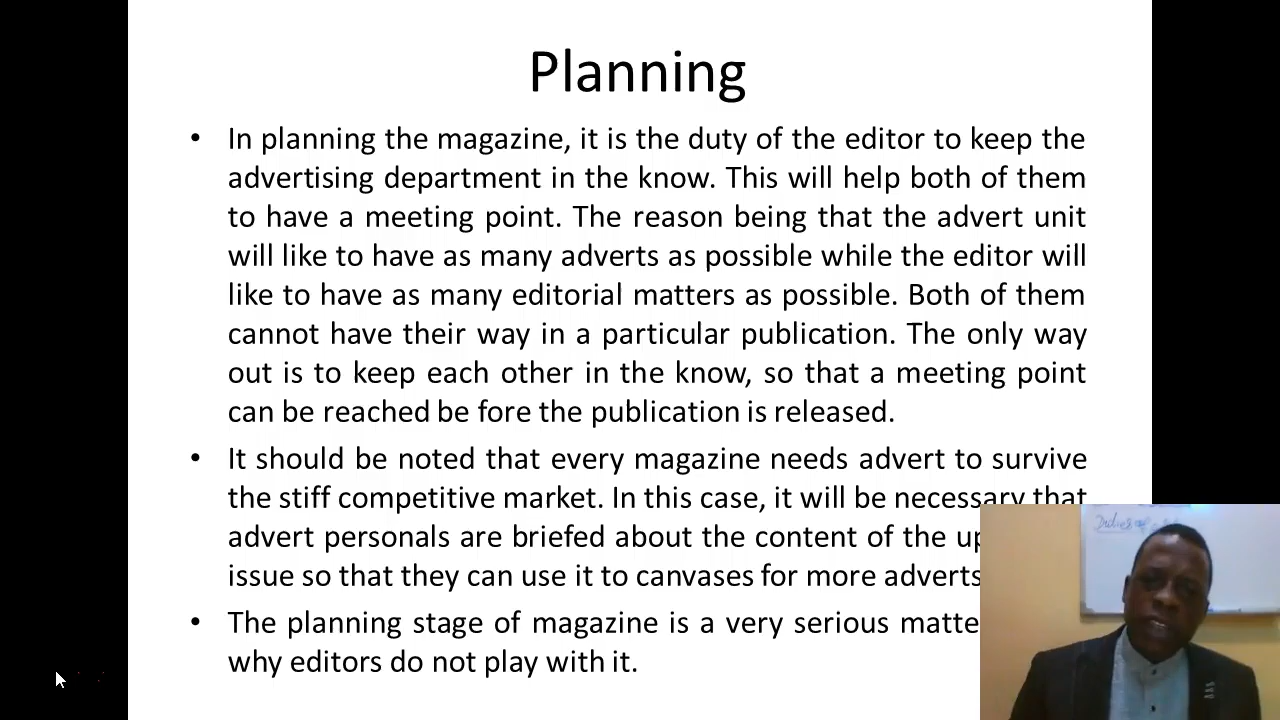 Planning
• In planning the magazine, it is the duty of the editor to keep the
advertising department in the know. This will help both of them
to have a meeting point. The reason being that the advert unit
will like to have as many adverts as possible while the editor will
like to have as many editorial matters as possible. Both of them
cannot have their way in a particular publication. The only way
out is to keep each other in the know, so that a meeting point
can be reached be fore the publication is released.
• It should be noted that every magazine needs advert to survive
the stiff competitive market. In this case, it will be necessary that
advert personals are briefed about the content of the
issue so that they can use it to canvases for more adverts
• The planning stage of magazine is a very serious
why editors do not play with it.